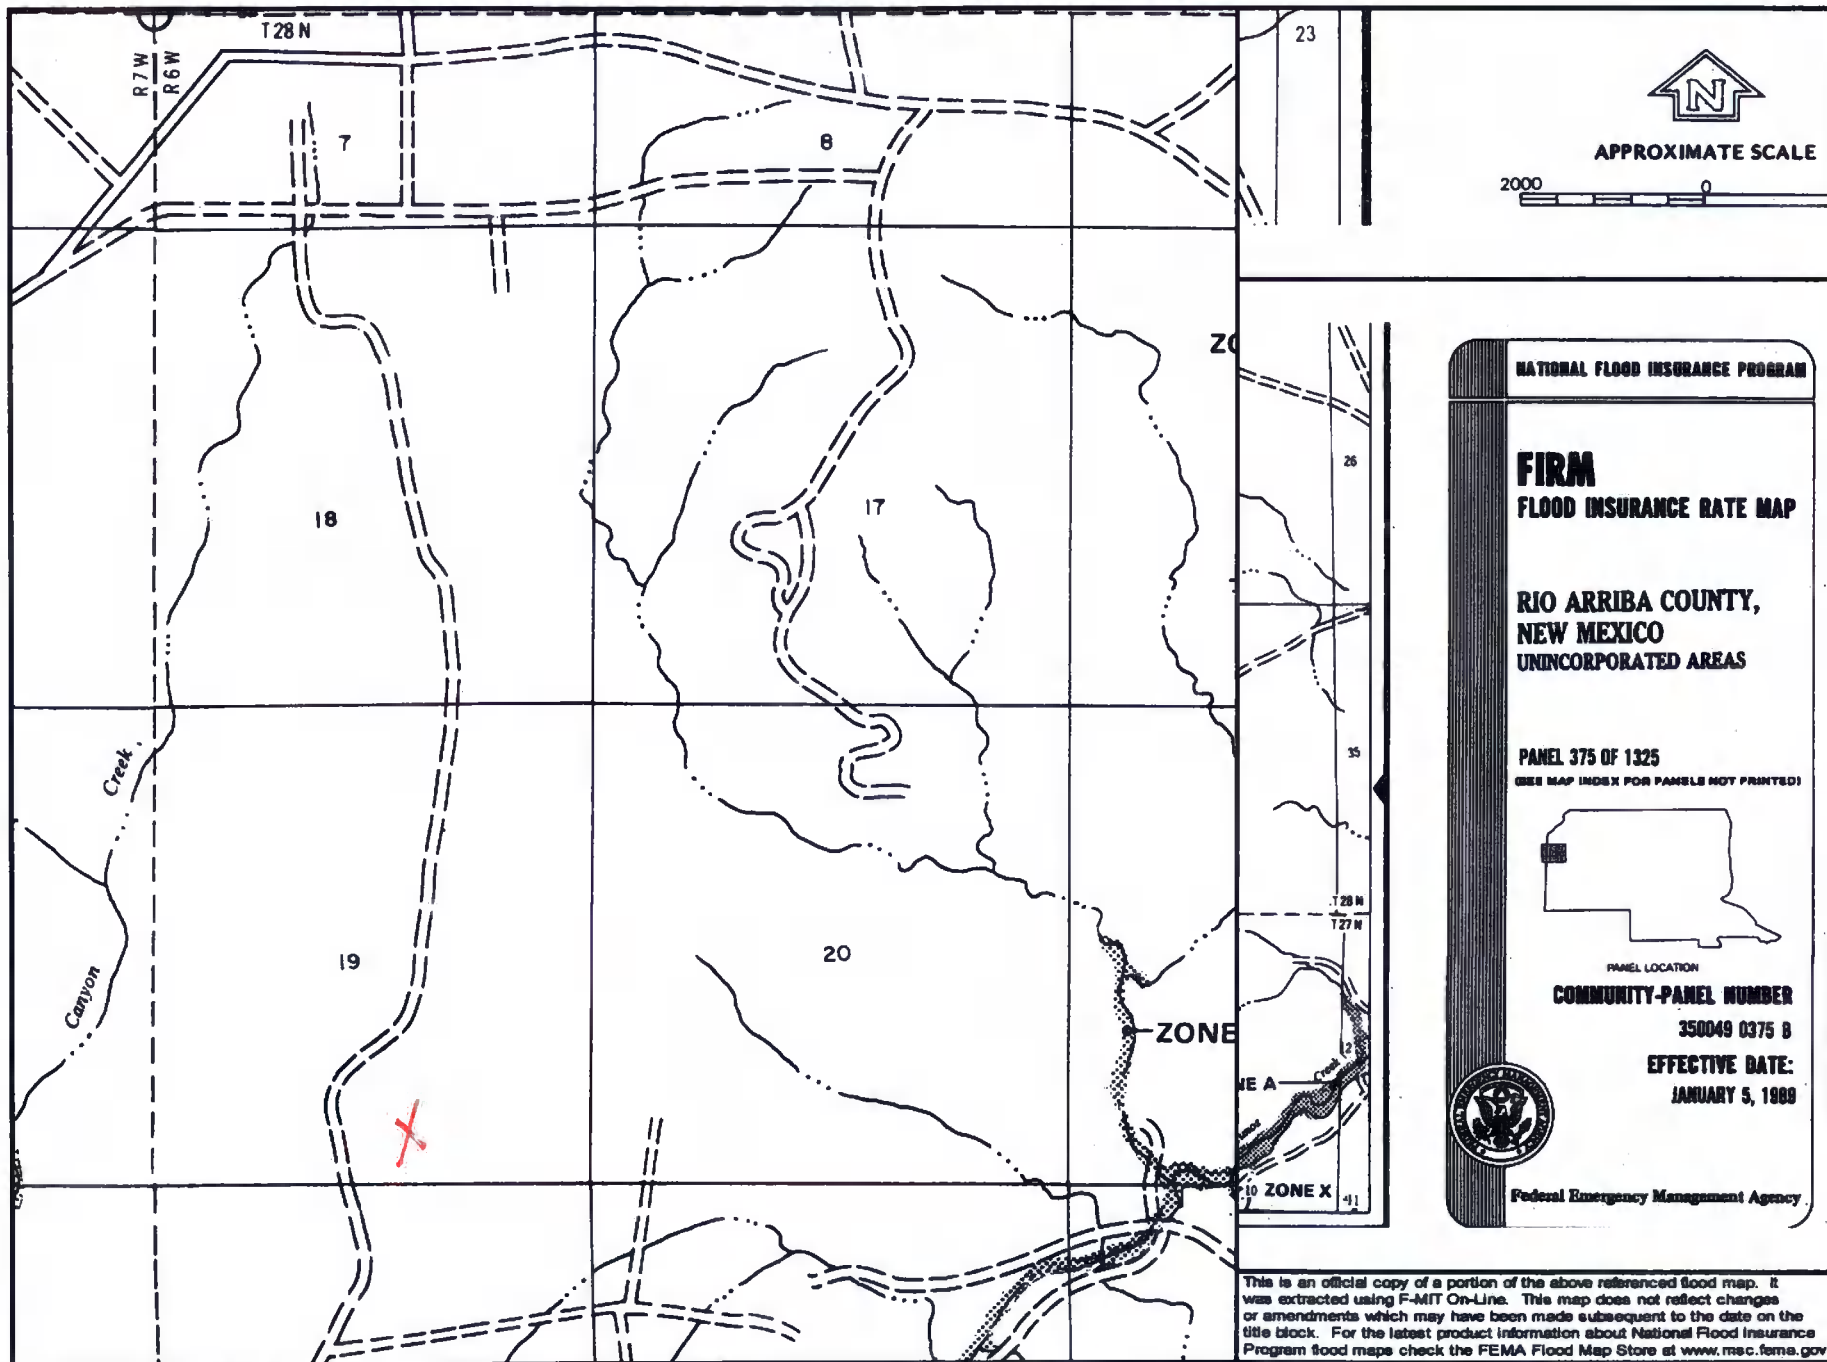 T28N
R7W
R6W
7
8
18
17
Creek
Canyon
19
20
ZONE
23
N
APPROXIMATE SCALE
2000 0
26
35
T28N
T27N
12
Creek
NE A
10 ZONE X 11
NATIONAL FLOOD INSURANCE PROGRAM
FIRM
FLOOD INSURANCE RATE MAP
RIO ARRIBA COUNTY,
NEW MEXICO
UNINCORPORATED AREAS
PANEL 375 OF 1325
(SEE MAP INDEX FOR PANELS NOT PRINTED)
PANEL LOCATION
COMMUNITY-PANEL NUMBER
350049 0375 B
EFFECTIVE DATE:
JANUARY 5, 1989
Federal Emergency Management Agency
This is an official copy of a portion of the above referenced flood map. It
was extracted using F-MIT On-Line. This map does not reflect changes
or amendments which may have been made subsequent to the date on the
title block. For the latest product information about National Flood Insurance
Program flood maps check the FEMA Flood Map Store at www.msc.fema.gov